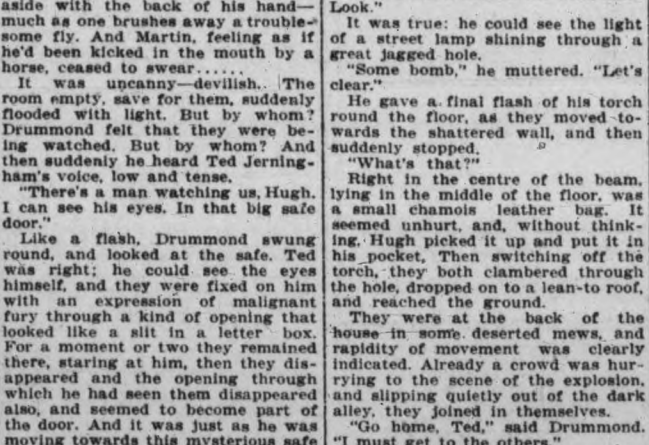 aside with the back of his hand—
much as one brushes away a trouble-
some fly. And Martin, feeling as if
he'd been kicked in the mouth by a
horse, ceased to swear......
It was uncanny—devilish. The
room empty, save for them, suddenly
flooded with light. But by whom?
Drummond felt that they were be-
ing watched. But by whom? And
then suddenly he heard Ted Jerning-
ham's voice, low and tense.
"There's a man watching us, Hugh.
I can see his eyes. In that big safe
door."
Like a flash, Drummond swung
round, and looked at the safe. Ted
was right; he could see the eyes
himself, and they were fixed on him
with an expression of malignant
fury through a kind of opening that
looked like a slit in a letter box.
For a moment or two they remained
there, staring at him, then they dis-
appeared and the opening through
which he had seen them disappeared
also, and seemed to become part of
the door. And it was just as he was
moving towards this mysterious safe
Look."
It was true: he could see the light
of a street lamp shining through a
great jagged hole.
"Some bomb," he muttered. "Let's
clear."
He gave a final flash of his torch
round the floor, as they moved to-
wards the shattered wall, and then
suddenly stopped.
"What's that?"
Right in the centre of the beam,
lying in the middle of the floor, was
a small chamois leather bag. It
seemed unhurt, and, without think-
ing, Hugh picked it up and put it in
his pocket, Then switching off the
torch, they both clambered through
the hole, dropped on to a lean-to roof,
and reached the ground.
They were at the back of the
house in some deserted mews, and
rapidity of movement was clearly
indicated. Already a crowd was hur-
rying to the scene of the explosion,
and slipping quietly out of the dark
alley, they joined in themselves.
"Go home, Ted," said Drummond.
"I must get to the others."